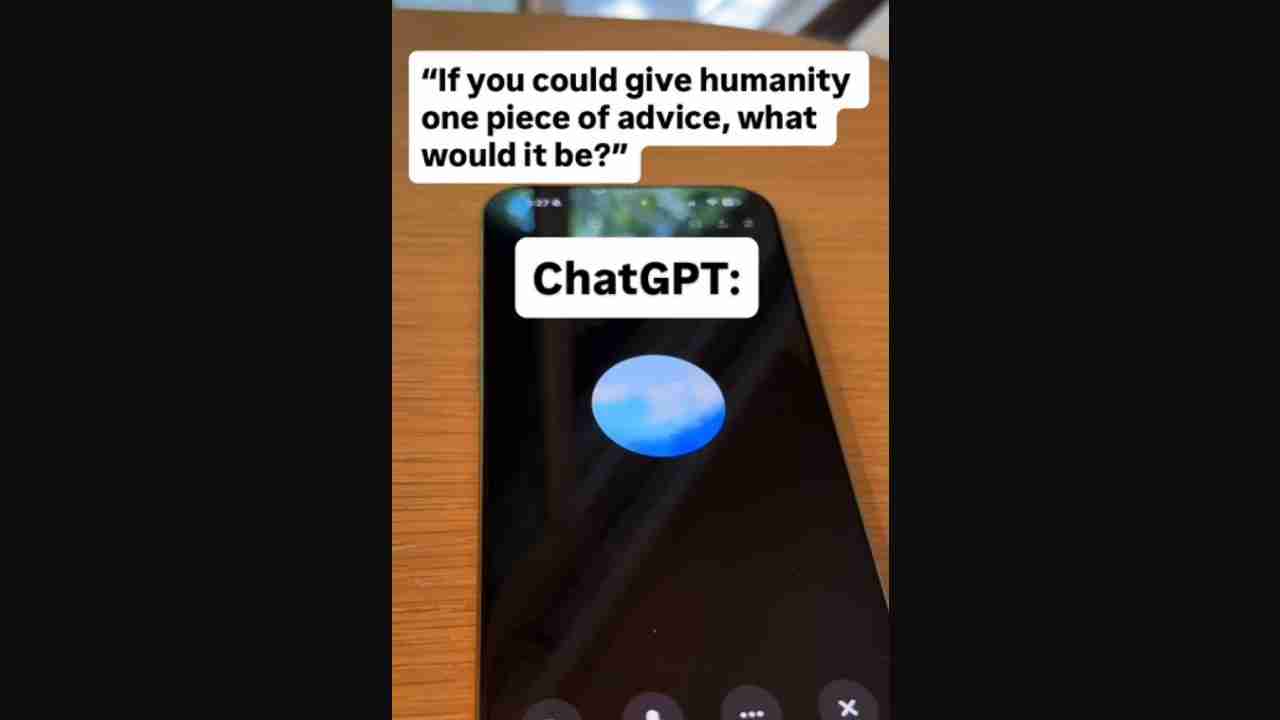 “If you could give humanity
one piece of advice, what
would it be?”
ChatGPT: